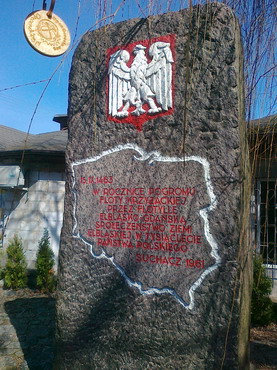 15.IX.1463
W ROCZNICĘ POGROMU
FLOTY KRZYŻACKIEJ
PRZEZ FLOTYLLĘ
ELBLĄSKO-GDAŃSKĄ
SPOŁECZEŃSTWO ZIEMI
ELBLĄSKIEJ W TYSIĄCLECIE
PAŃSTWA POLSKIEGO
SUCHACZ 1961